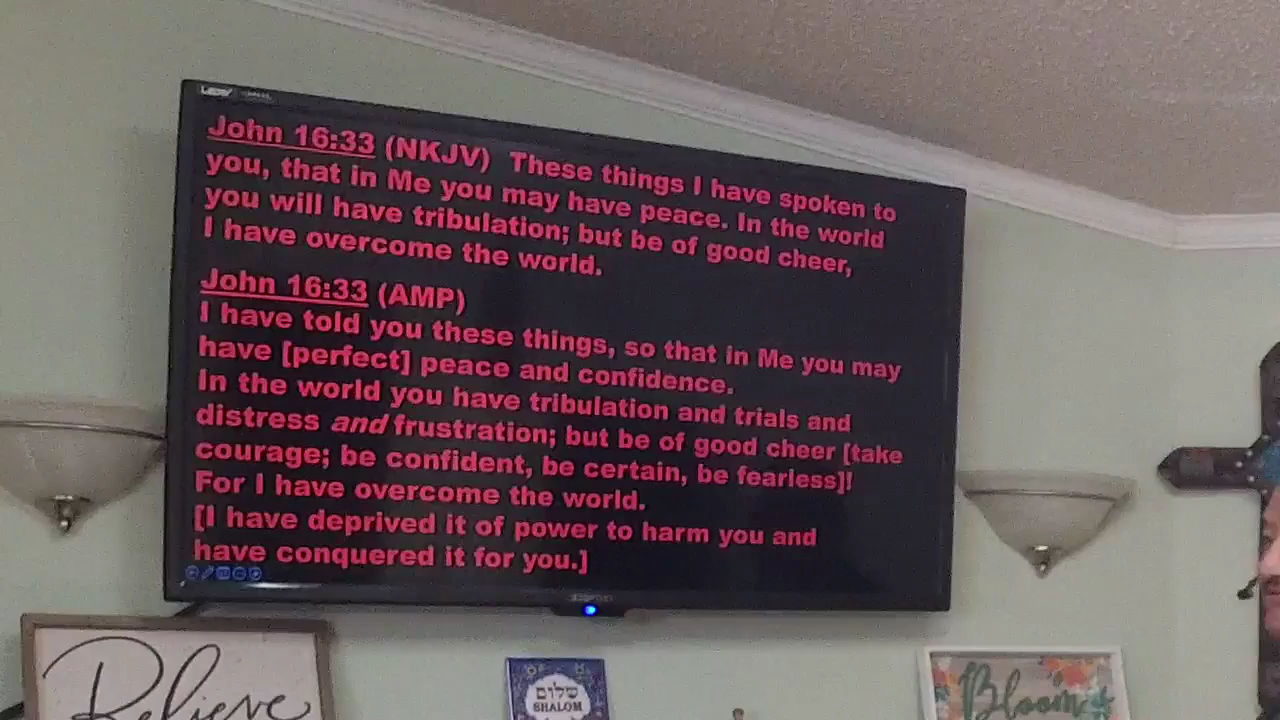 John 16:33 (NKJV) These things I have spoken to
you, that in Me you may have peace. In the world
you will have tribulation; but be of good cheer,
I have overcome the world.
John 16:33 (AMP)
I have told you these things, so that in Me you may
have [perfect] peace and confidence.
In the world you have tribulation and trials and
distress and frustration; but be of good cheer [take
courage; be confident, be certain, be fearless]!
For I have overcome the world.
[I have deprived it of power to harm you and
have conquered it for you.]
Believe
שלום
SHALOM
Bloom